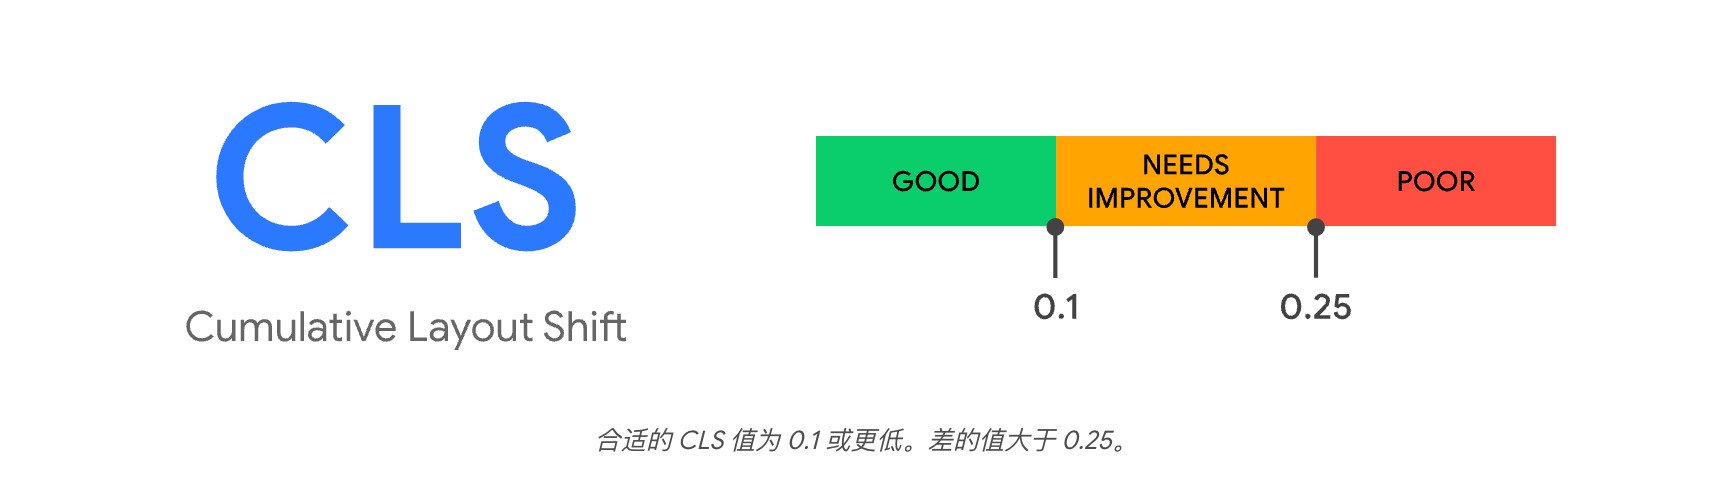 CLS
Cumulative Layout Shift
GOOD
NEEDS
IMPROVEMENT
POOR
0.1
0.25
合适的 CLS 值为 0.1 或更低。差的值大于 0.25。